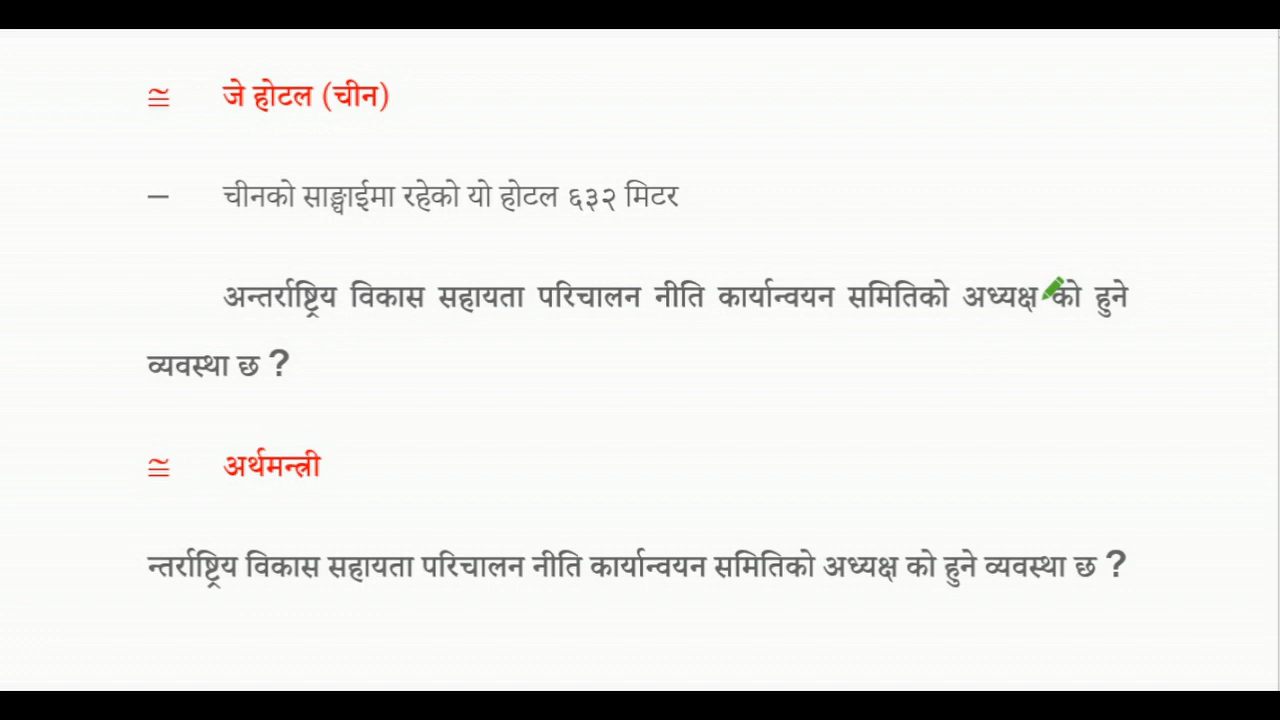 ≅ जे होटल (चीन)
– चीनको साङ्घाईमा रहेको यो होटल ६३२ मिटर
अन्तर्राष्ट्रिय विकास सहायता परिचालन नीति कार्यान्वयन समितिको अध्यक्ष को हुने
व्यवस्था छ ?
≅ अर्थमन्त्री
न्तर्राष्ट्रिय विकास सहायता परिचालन नीति कार्यान्वयन समितिको अध्यक्ष को हुने व्यवस्था छ ?